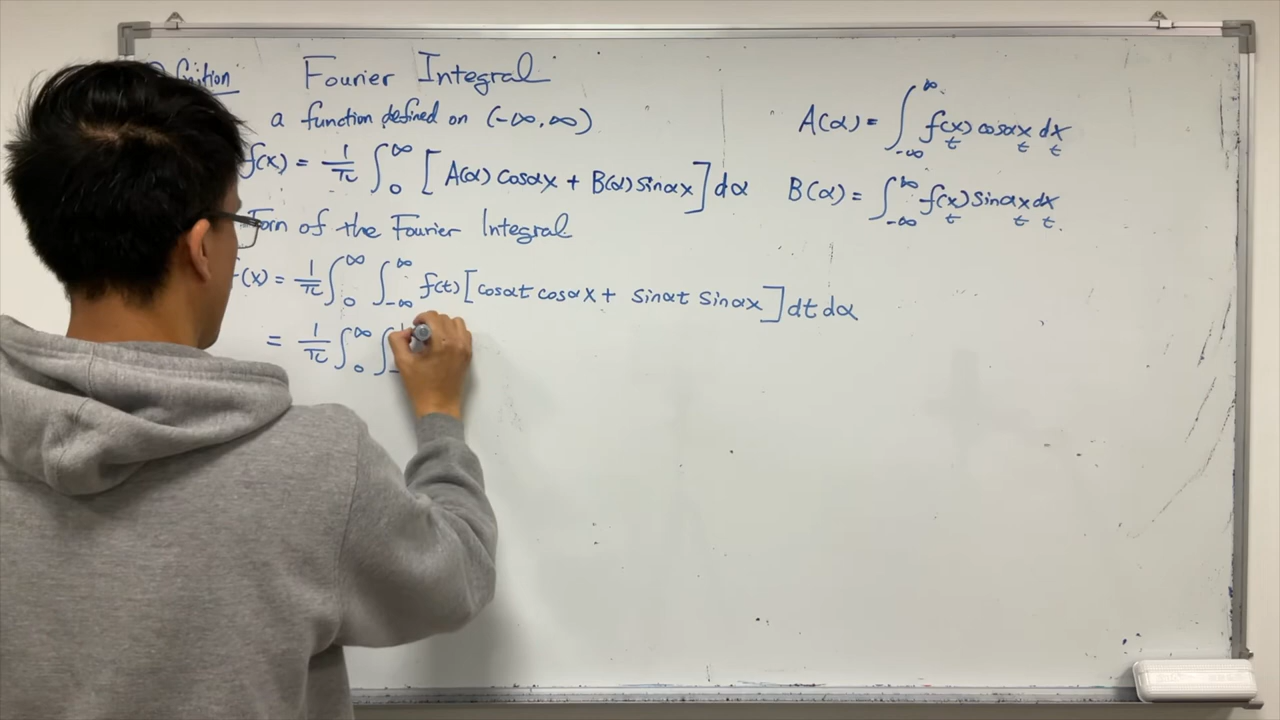 Fourier Integral
a function defined on (-∞, ∞)
f(x) = 1/π ∫₀^∞ [A(α) cosαx + B(α) sinαx] dα
of the Fourier Integral
(x) = 1/π ∫₀^∞ ∫₋∞^∞ f(t) [cosαt cosαx + sinαt sinαx] dt dα
= 1/π ∫₀^∞ ∫
A(α) = ∫₋∞^∞ f(x) cosαx dx
t t t
B(α) = ∫₋∞^∞ f(x) sinαx dx
t t t